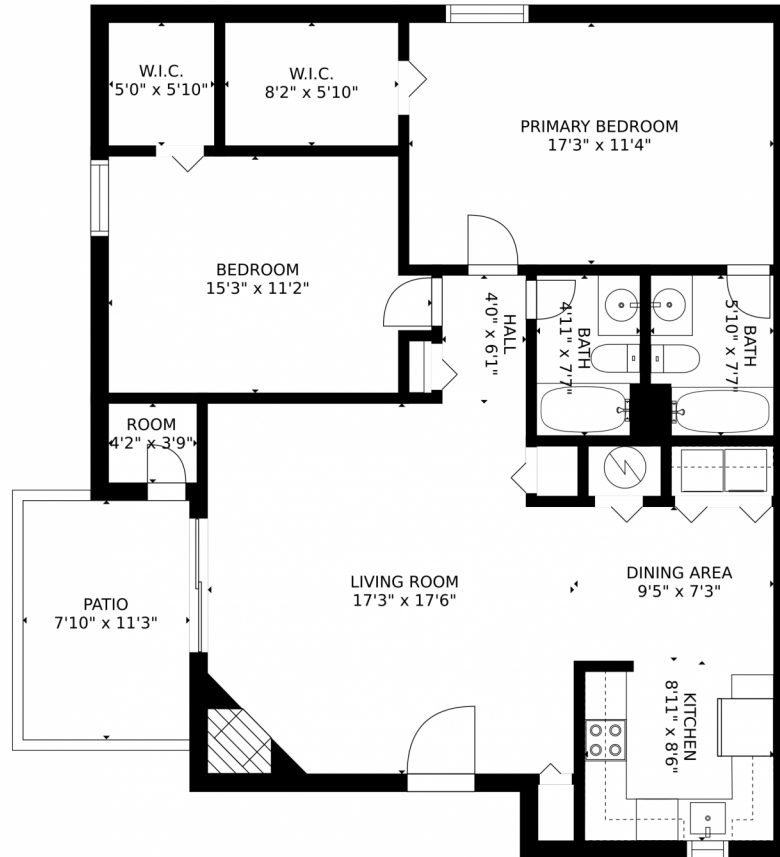 W.I.C.
5'0" x 5'10"
W.I.C.
8'2" x 5'10"
PRIMARY BEDROOM
17'3" x 11'4"
BEDROOM
15'3" x 11'2"
HALL
4'0" x 6'1"
BATH
4'11" x 7'7"
BATH
5'10" x 7'7"
ROOM
4'2" x 3'9"
PATIO
7'10" x 11'3"
LIVING ROOM
17'3" x 17'6"
DINING AREA
9'5" x 7'3"
KITCHEN
8'11" x 8'6"